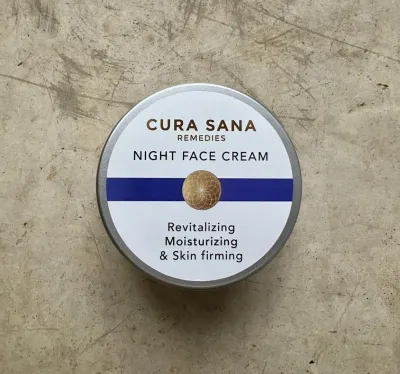 CURA SANA
REMEDIES
NIGHT FACE CREAM
Revitalizing
Moisturizing
& Skin firming